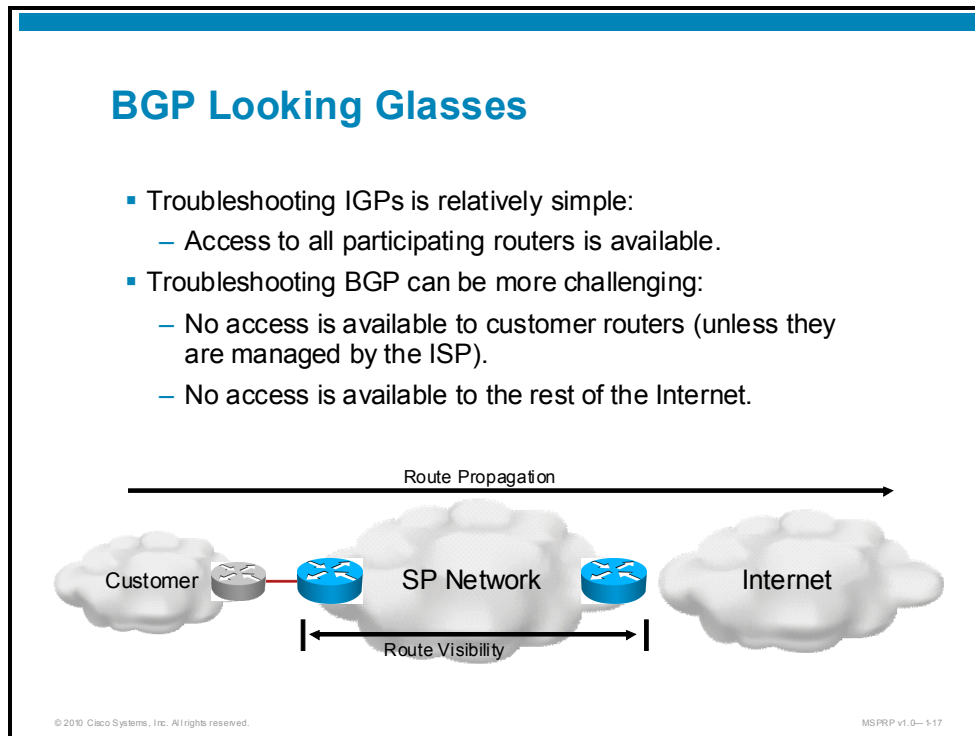 BGP Looking Glasses
▪ Troubleshooting IGPs is relatively simple:
– Access to all participating routers is available.
▪ Troubleshooting BGP can be more challenging:
– No access is available to customer routers (unless they
are managed by the ISP).
– No access is available to the rest of the Internet.
Route Propagation
Customer
SP Network
Internet
Route Visibility
© 2010 Cisco Systems, Inc. All rights reserved.
MSPRP v1.0—1-17